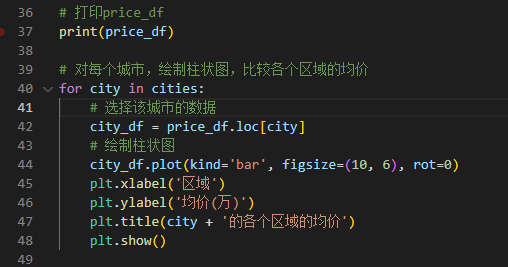 36 # 打印price_df
37 print(price_df)
38
39 # 对每个城市，绘制柱状图，比较各个区域的均价
40 for city in cities:
41 # 选择该城市的数据
42 city_df = price_df.loc[city]
43 # 绘制柱状图
44 city_df.plot(kind='bar', figsize=(10, 6), rot=0)
45 plt.xlabel('区域')
46 plt.ylabel('均价(万)')
47 plt.title(city + '的各个区域的均价')
48 plt.show()
49